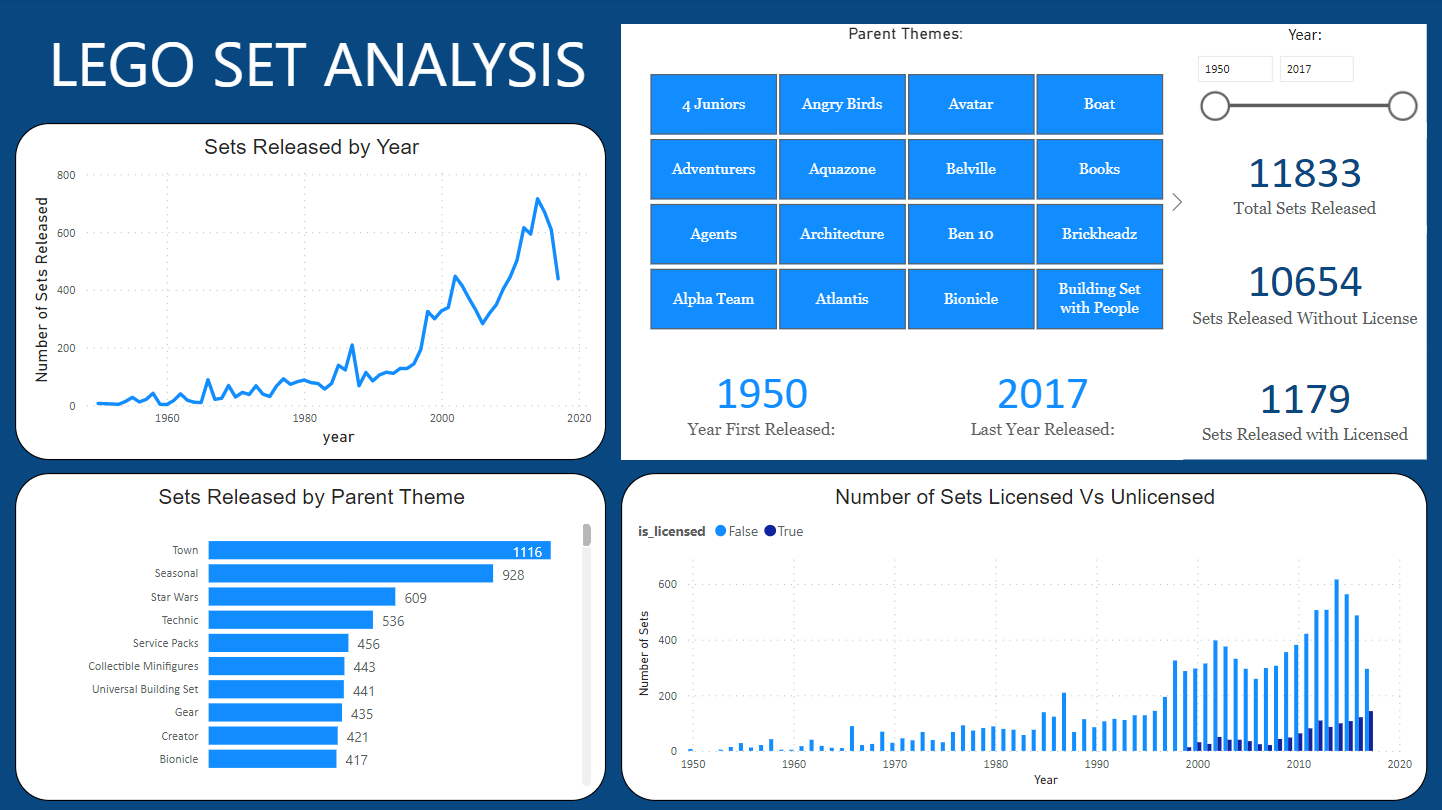 LEGO SET ANALYSIS
Parent Themes:
Year:
1950
2017
4 Juniors
Angry Birds
Avatar
Boat
Adventurers
Aquazone
Belville
Books
Agents
Architecture
Ben 10
Brickheadz
Alpha Team
Atlantis
Bionicle
Building Set
with People
11833
Total Sets Released
10654
Sets Released Without License
1179
Sets Released with Licensed
1950
Year First Released:
2017
Last Year Released:
Sets Released by Year
Number of Sets Released
800
600
400
200
0
1960
1980
2000
2020
year
Sets Released by Parent Theme
Town 1116
Seasonal 928
Star Wars 609
Technic 536
Service Packs 456
Collectible Minifigures 443
Universal Building Set 441
Gear 435
Creator 421
Bionicle 417
Number of Sets Licensed Vs Unlicensed
is_licensed False True
Number of Sets
600
400
200
0
1950
1960
1970
1980
1990
2000
2010
2020
Year